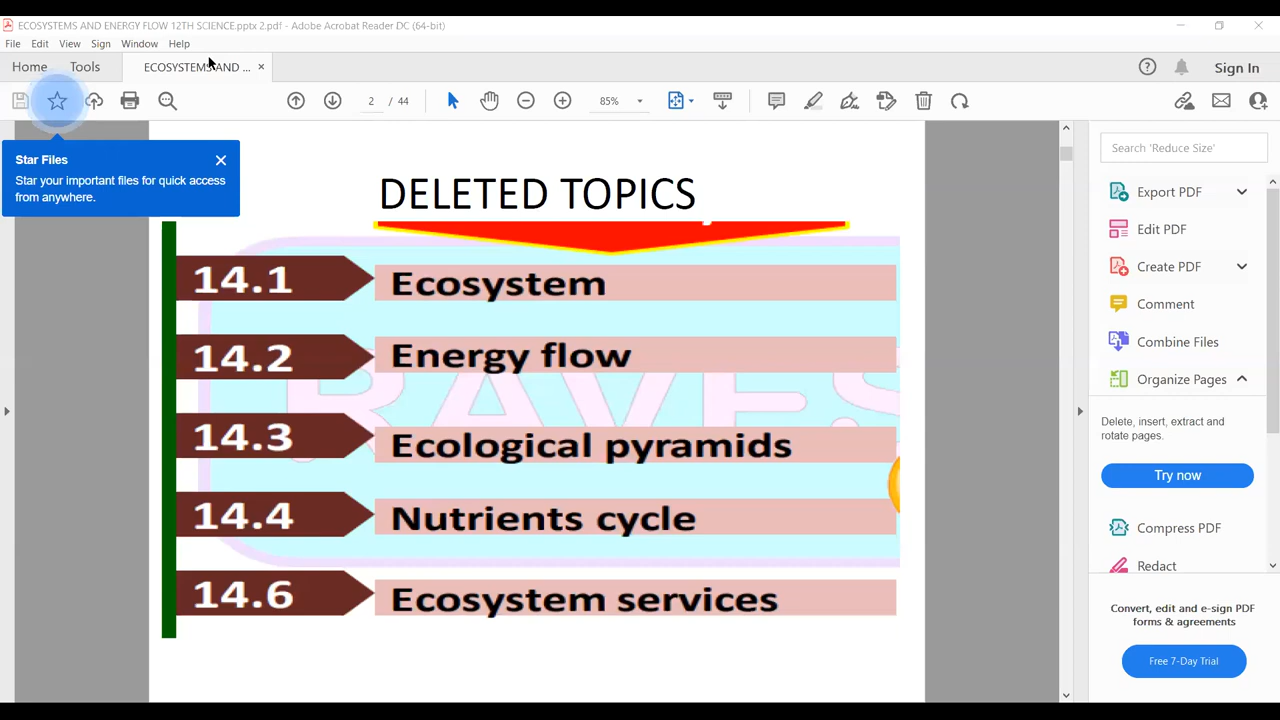 ECOSYSTEMS AND ENERGY FLOW 12TH SCIENCE.pptx 2.pdf - Adobe Acrobat Reader DC (64-bit)
File Edit View Sign Window Help
Home Tools ECOSYSTEMS AND ... ×
Sign In
2 / 44
85%
Star Files
Star your important files for quick access
from anywhere.
DELETED TOPICS
14.1 Ecosystem
14.2 Energy flow
14.3 Ecological pyramids
14.4 Nutrients cycle
14.6 Ecosystem services
Search 'Reduce Size'
Export PDF
Edit PDF
Create PDF
Comment
Combine Files
Organize Pages
Delete, insert, extract and
rotate pages.
Try now
Compress PDF
Redact
Convert, edit and e-sign PDF
forms & agreements
Free 7-Day Trial